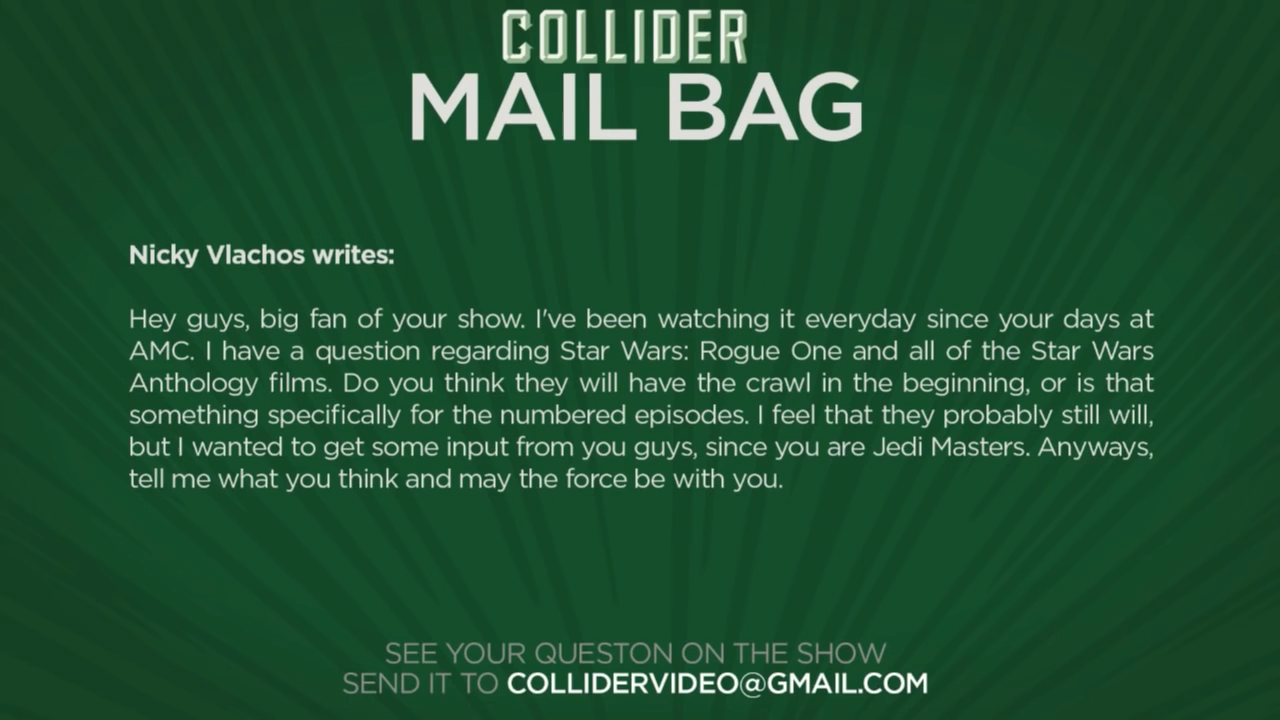 COLLIDER
MAIL BAG
Nicky Vlachos writes:
Hey guys, big fan of your show. I've been watching it everyday since your days at
AMC. I have a question regarding Star Wars: Rogue One and all of the Star Wars
Anthology films. Do you think they will have the crawl in the beginning, or is that
something specifically for the numbered episodes. I feel that they probably still will,
but I wanted to get some input from you guys, since you are Jedi Masters. Anyways,
tell me what you think and may the force be with you.
SEE YOUR QUESTON ON THE SHOW
SEND IT TO COLLIDERVIDEO@GMAIL.COM